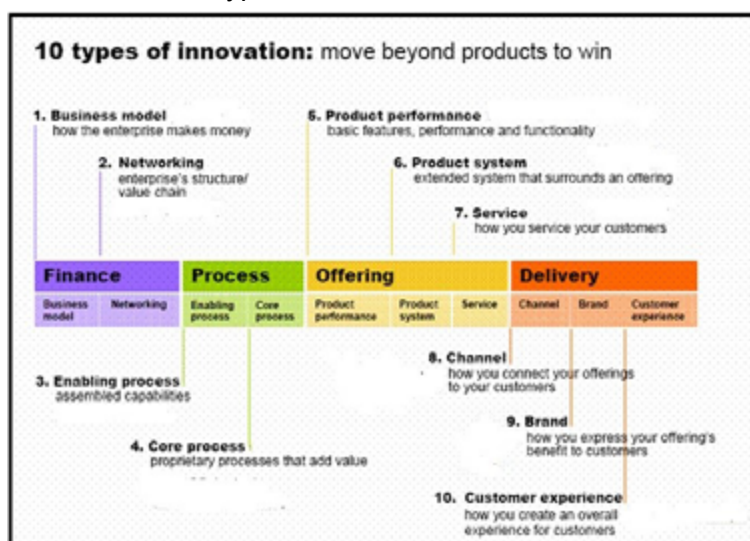 10 types of innovation: move beyond products to win
1. Business model
how the enterprise makes money
2. Networking
enterprise's structure/
value chain
5. Product performance
basic features, performance and functionality
6. Product system
extended system that surrounds an offering
7. Service
how you service your customers
Finance Process Offering Delivery
Business model Networking Enabling process Core process Product performance Product system Service Channel Brand Customer experience
3. Enabling process
assembled capabilities
4. Core process
proprietary processes that add value
8. Channel
how you connect your offerings
to your customers
9. Brand
how you express your offering's
benefit to customers
10. Customer experience
how you create an overall
experience for customers